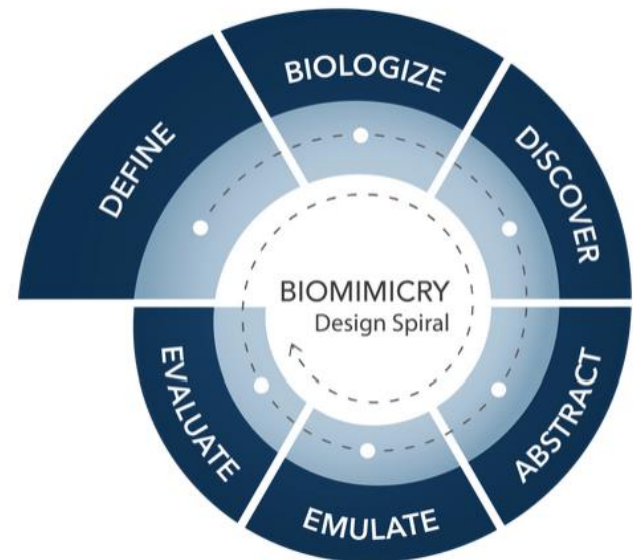 DEFINE
BIOLOGIZE
DISCOVER
ABSTRACT
EMULATE
EVALUATE
BIOMIMICRY
Design Spiral